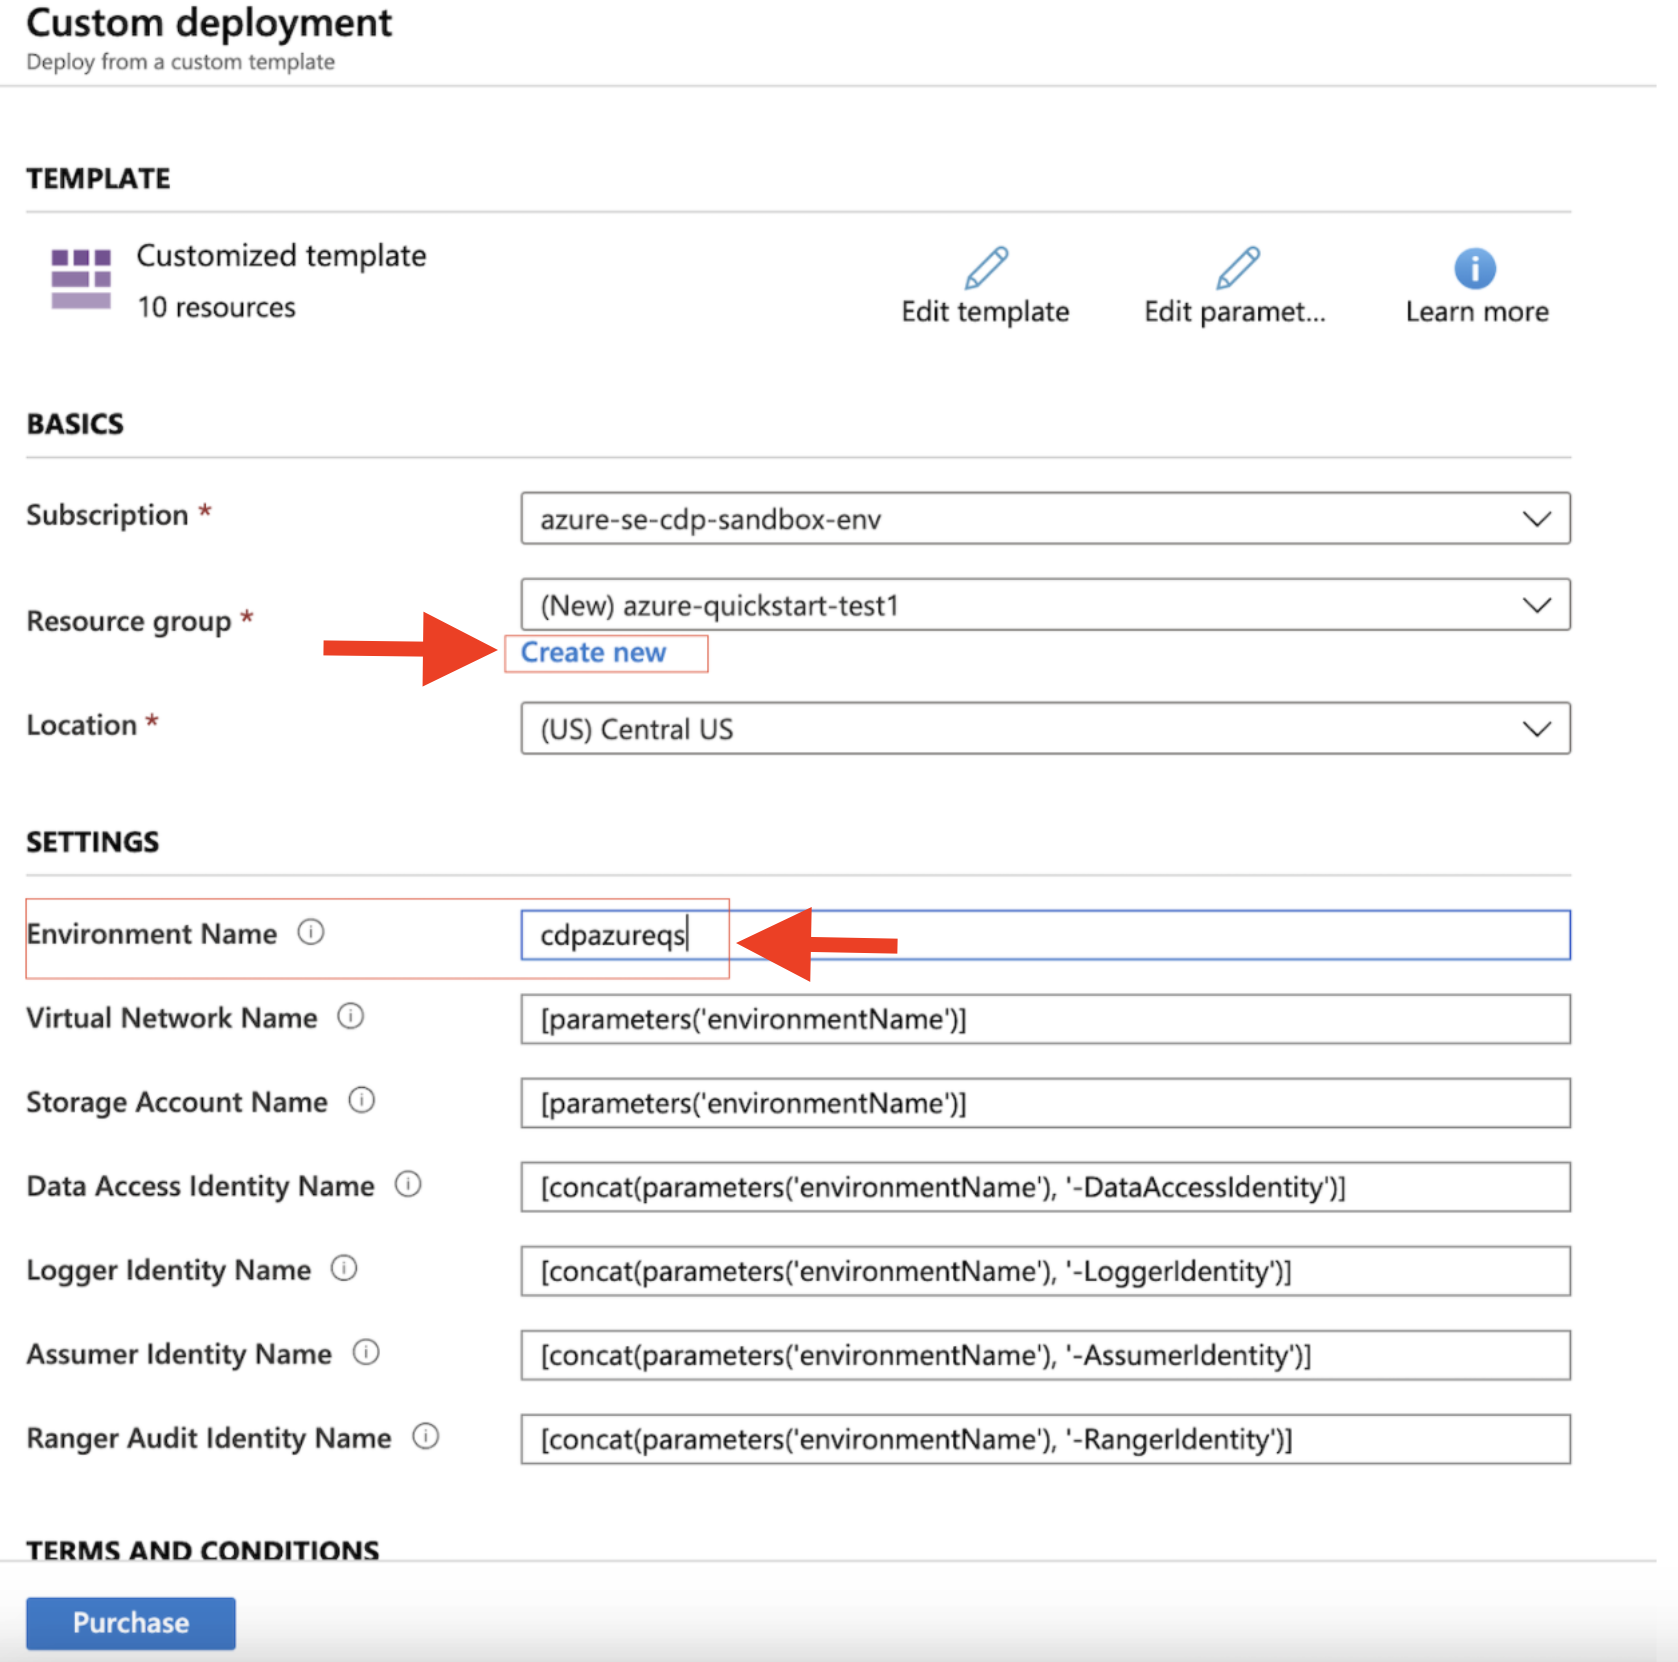 Custom deployment
Deploy from a custom template
TEMPLATE
Customized template
10 resources
Edit template
Edit paramet...
Learn more
BASICS
Subscription *
azure-se-cdp-sandbox-env
Resource group *
(New) azure-quickstart-test1
Create new
Location *
(US) Central US
SETTINGS
Environment Name
cdpazureqs
Virtual Network Name
[parameters('environmentName')]
Storage Account Name
[parameters('environmentName')]
Data Access Identity Name
[concat(parameters('environmentName'), '-DataAccessIdentity')]
Logger Identity Name
[concat(parameters('environmentName'), '-LoggerIdentity')]
Assumer Identity Name
[concat(parameters('environmentName'), '-AssumerIdentity')]
Ranger Audit Identity Name
[concat(parameters('environmentName'), '-RangerIdentity')]
TERMS AND CONDITIONS
Purchase